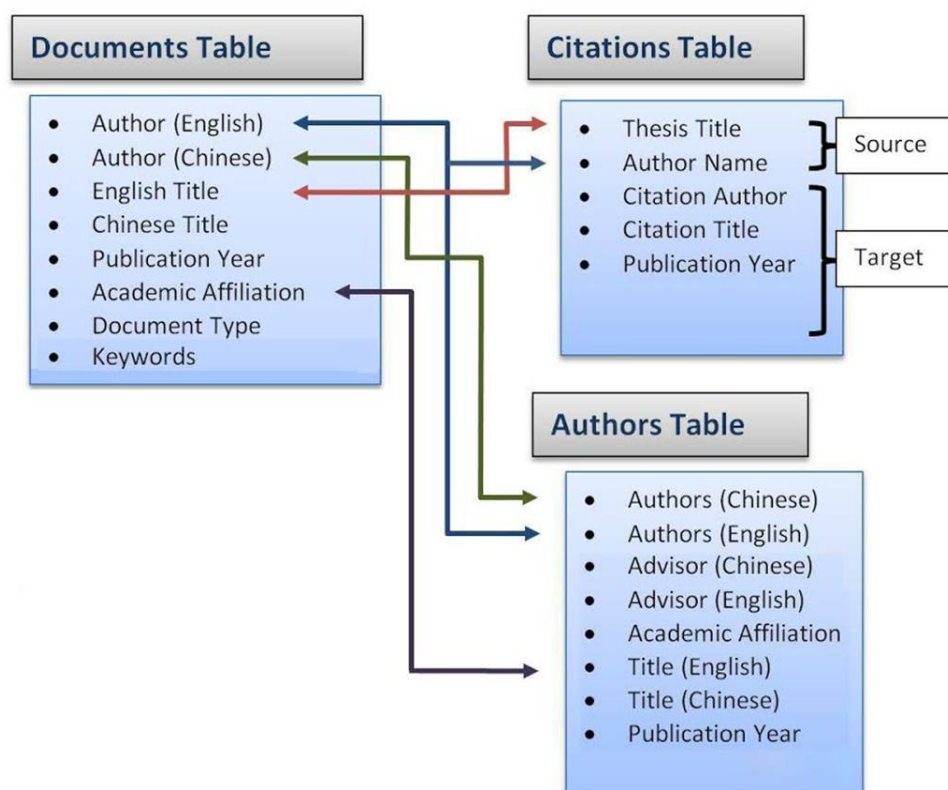 Documents Table
• Author (English)
• Author (Chinese)
• English Title
• Chinese Title
• Publication Year
• Academic Affiliation
• Document Type
• Keywords
Citations Table
• Thesis Title
• Author Name
• Citation Author
• Citation Title
• Publication Year
Source
Target
Authors Table
• Authors (Chinese)
• Authors (English)
• Advisor (Chinese)
• Advisor (English)
• Academic Affiliation
• Title (English)
• Title (Chinese)
• Publication Year